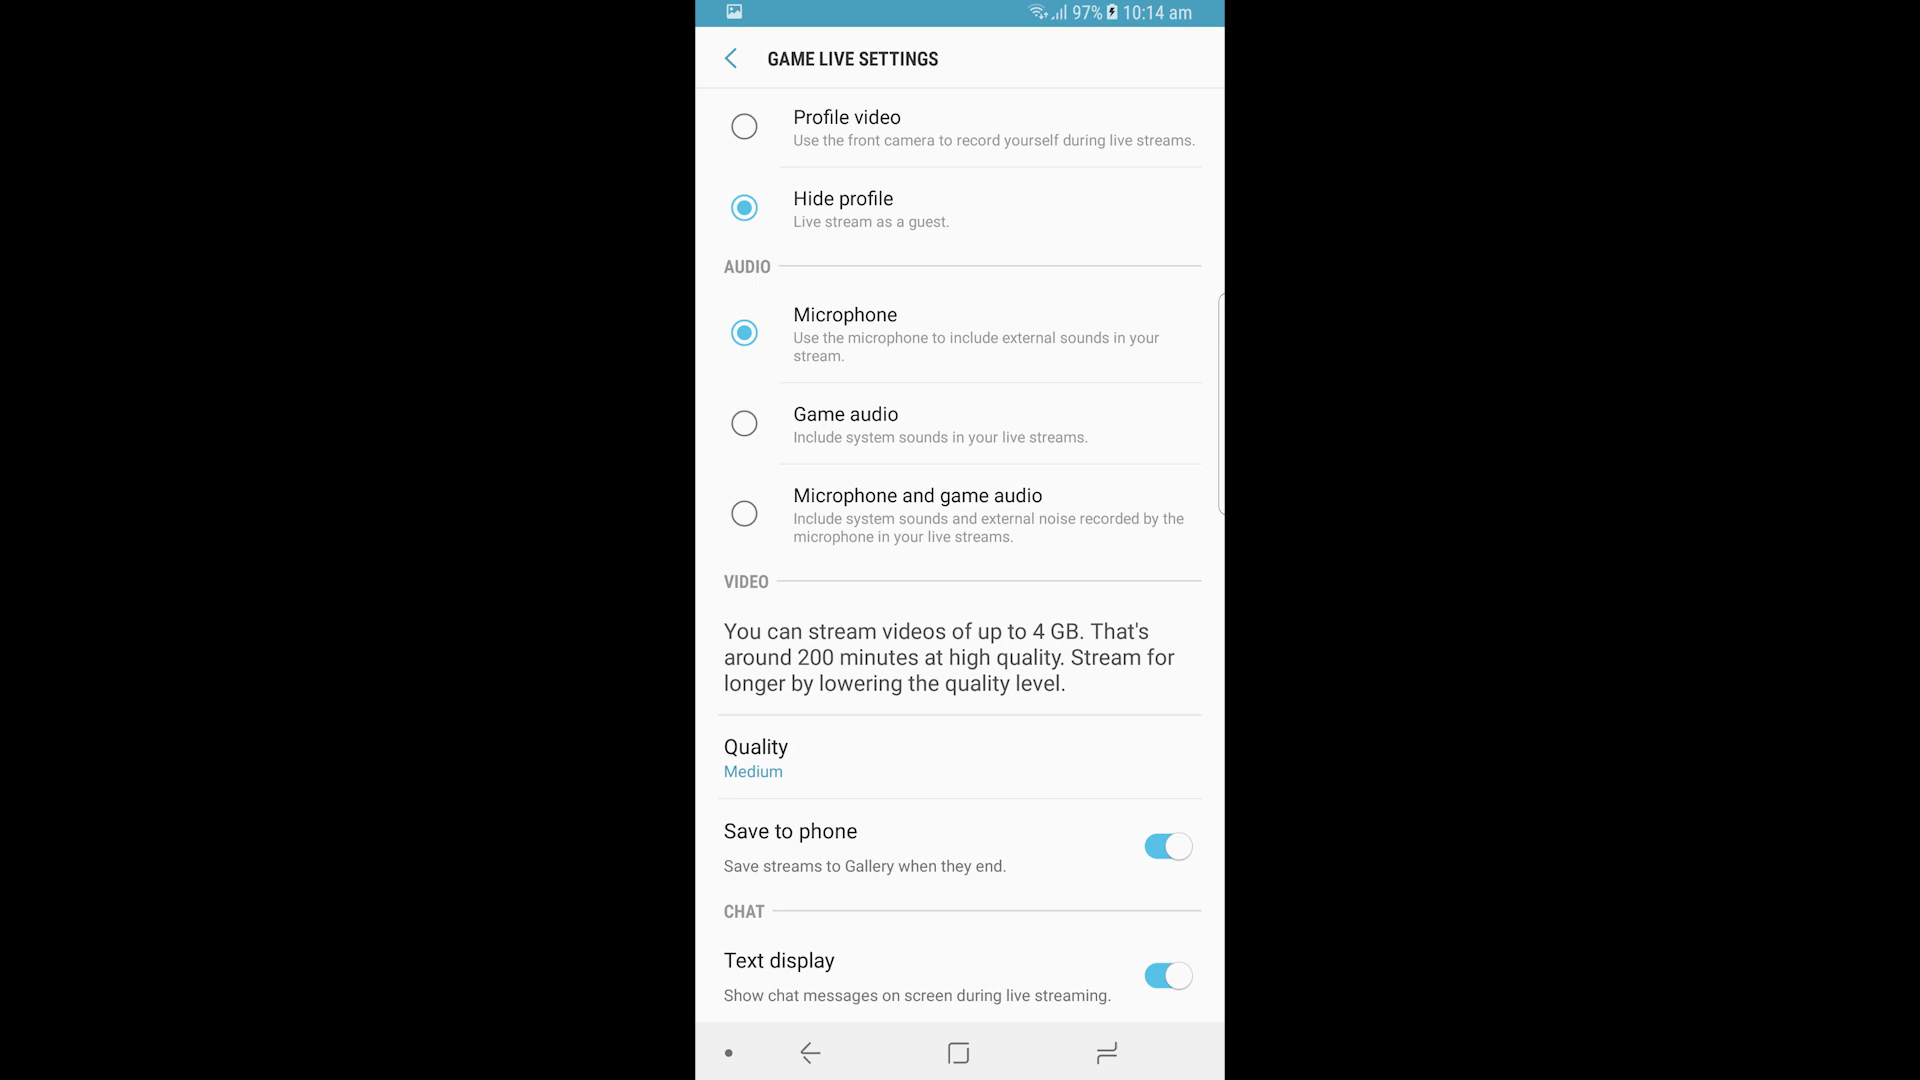 97% 10:14 am
GAME LIVE SETTINGS
Profile video
Use the front camera to record yourself during live streams.
Hide profile
Live stream as a guest.
AUDIO
Microphone
Use the microphone to include external sounds in your
stream.
Game audio
Include system sounds in your live streams.
Microphone and game audio
Include system sounds and external noise recorded by the
microphone in your live streams.
VIDEO
You can stream videos of up to 4 GB. That's
around 200 minutes at high quality. Stream for
longer by lowering the quality level.
Quality
Medium
Save to phone
Save streams to Gallery when they end.
CHAT
Text display
Show chat messages on screen during live streaming.